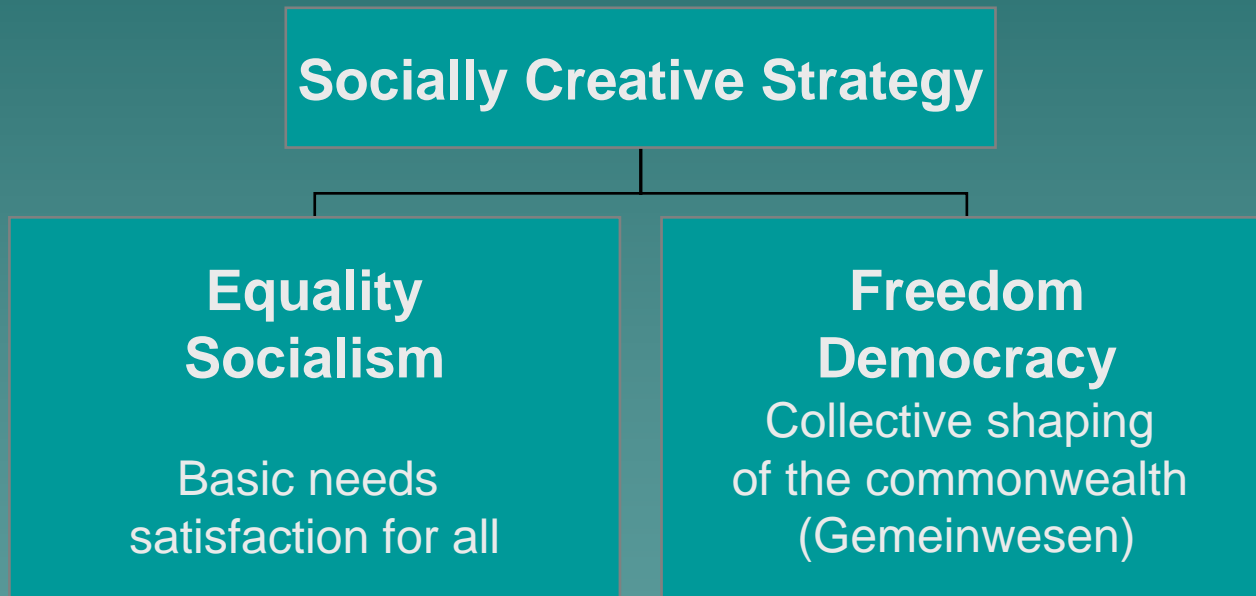 Socially Creative Strategy
Equality
Socialism
Basic needs
satisfaction for all
Freedom
Democracy
Collective shaping
of the commonwealth
(Gemeinwesen)